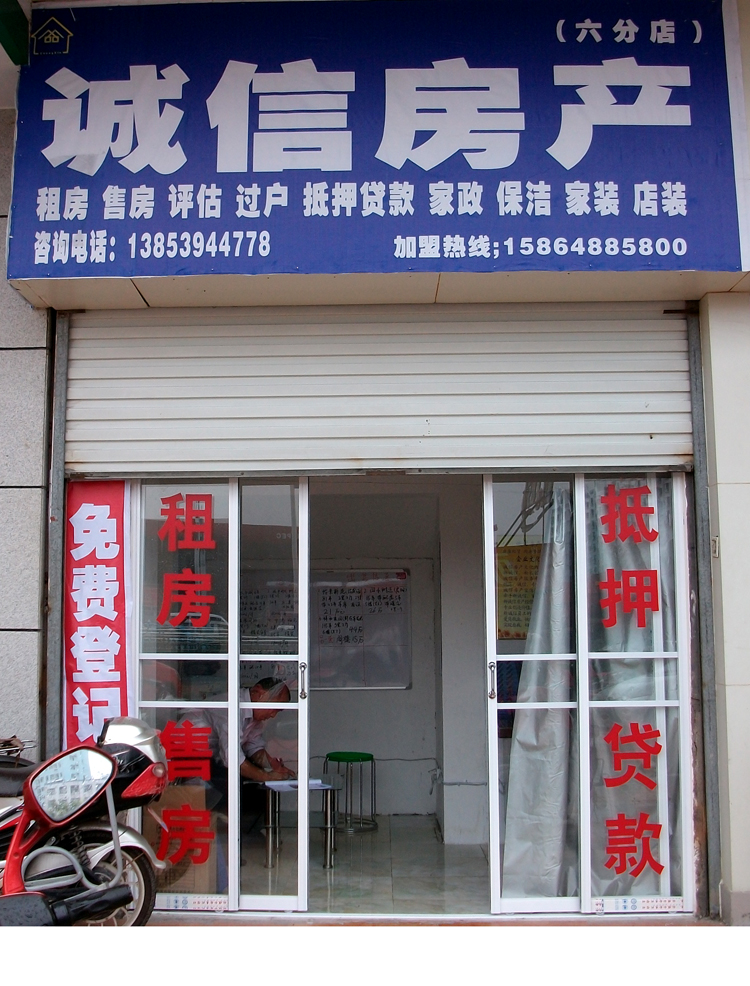 （六分店）
诚信房产
租房 售房 评估 过户 抵押贷款 家政 保洁 家装 店装
咨询电话：13853944778
加盟热线;15864885800
免费登记
租房
售房
抵押
贷款